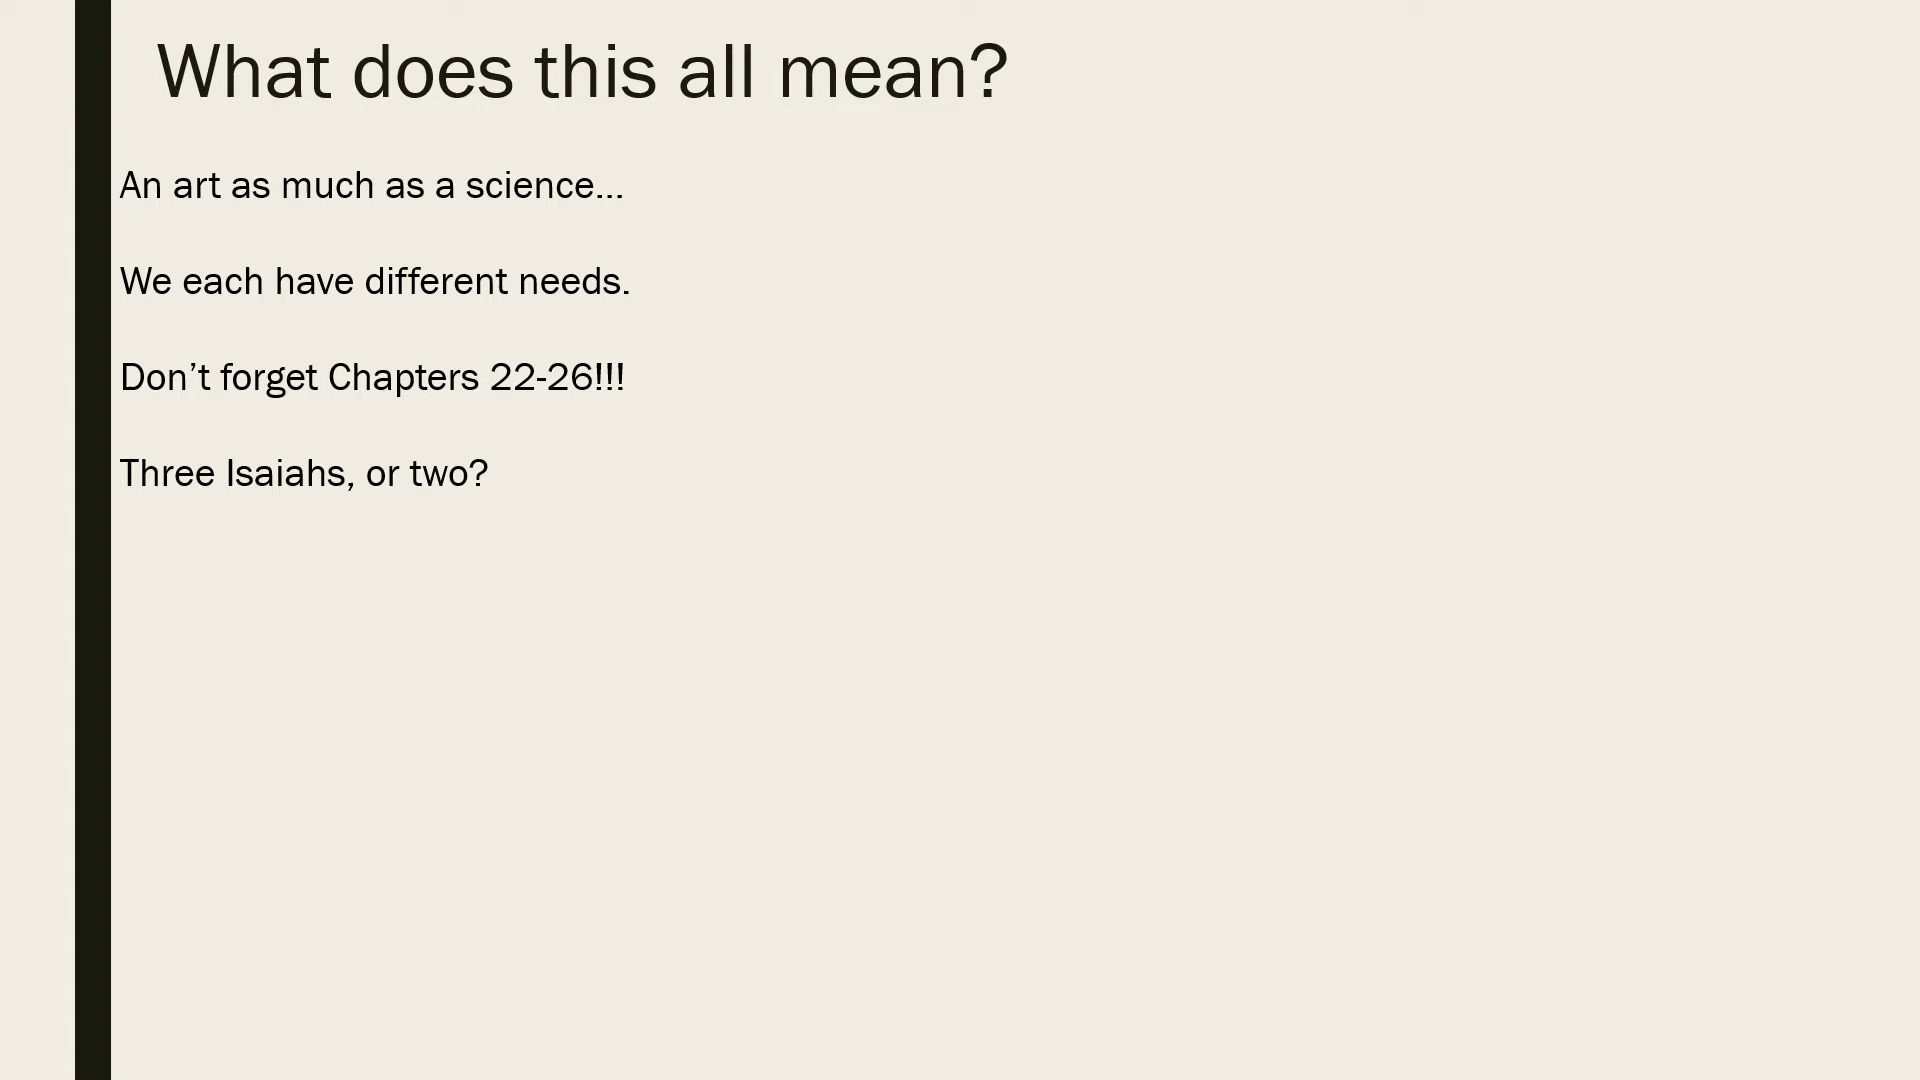 What does this all mean?
An art as much as a science...
We each have different needs.
Don’t forget Chapters 22-26!!!
Three Isaiahs, or two?